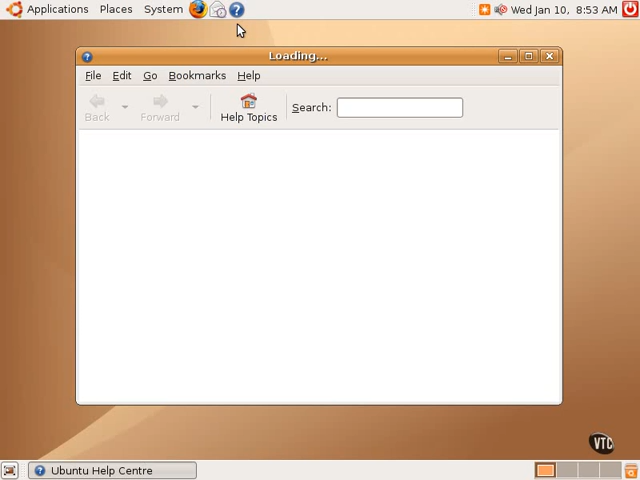 Applications Places System ? Wed Jan 10, 8:53 AM
? Loading...
File Edit Go Bookmarks Help
Back Forward Help Topics Search:
VTC
? Ubuntu Help Centre